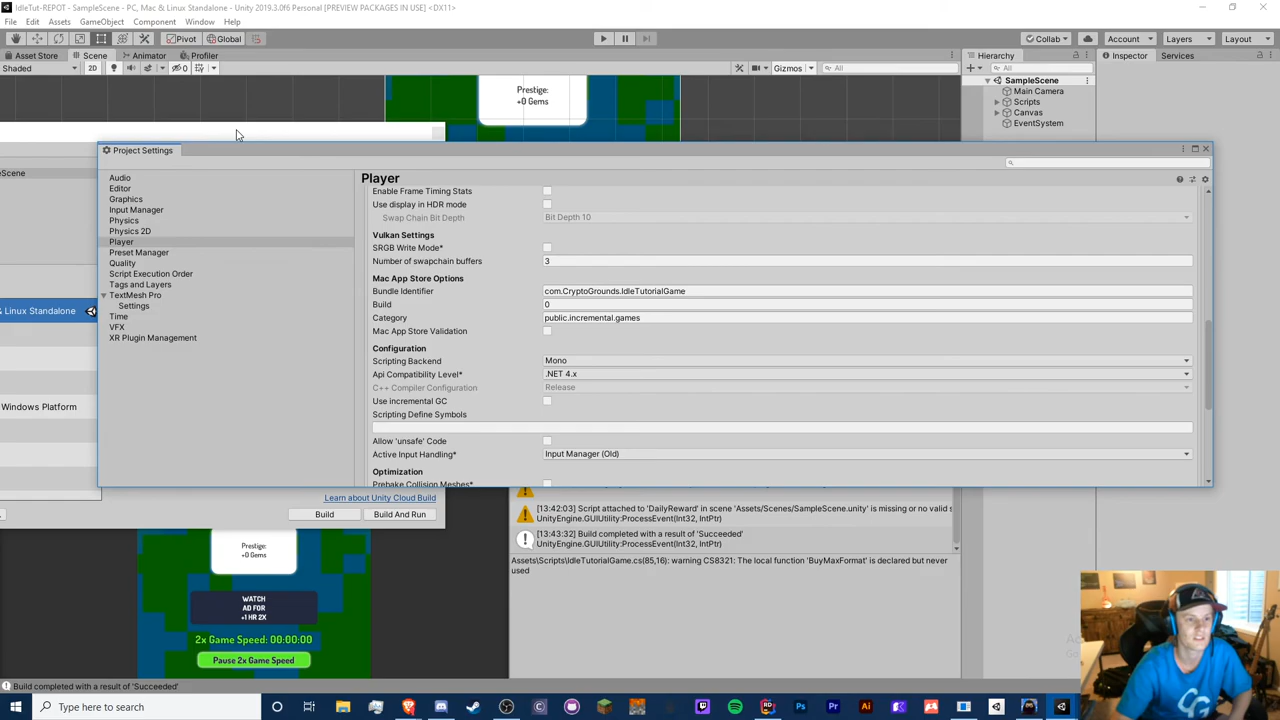 IdleTut-REPOT - SampleScene - PC, Mac & Linux Standalone - Unity 2019.3.0f6 Personal [PREVIEW PACKAGES IN USE] <DX11>
File Edit Assets GameObject Component Window Help
Pivot Global Collab Account Layers Layout
Asset Store Scene Animator Profiler Hierarchy Inspector Services
Shaded 2D 0 Gizmos All All
SampleScene
Main Camera
Scripts
Canvas
EventSystem
Prestige:
+0 Gems
Project Settings
Scene
Audio
Editor
Graphics
Input Manager
Physics
Physics 2D
Player
Preset Manager
Quality
Script Execution Order
Tags and Layers
TextMesh Pro
Settings
Time
VFX
XR Plugin Management
Player
Enable Frame Timing Stats
Use display in HDR mode
Swap Chain Bit Depth Bit Depth 10
Vulkan Settings
SRGB Write Mode*
Number of swapchain buffers 3
Mac App Store Options
Bundle Identifier com.CryptoGrounds.IdleTutorialGame
Build 0
Category public.incremental.games
Mac App Store Validation
Configuration
Scripting Backend Mono
Api Compatibility Level* .NET 4.x
C++ Compiler Configuration Release
Use incremental GC
Scripting Define Symbols
Allow 'unsafe' Code
Active Input Handling* Input Manager (Old)
Optimization
Prebake Collision Meshes*
& Linux Standalone
Windows Platform
Learn about Unity Cloud Build
Build Build And Run
[13:42:03] Script attached to 'DailyReward' in scene 'Assets/Scenes/SampleScene.unity' is missing or no valid s
UnityEngine.GUIUtility:ProcessEvent(Int32, IntPtr)
[13:43:32] Build completed with a result of 'Succeeded'
UnityEngine.GUIUtility:ProcessEvent(Int32, IntPtr)
Assets\Scripts\IdleTutorialGame.cs(85,16): warning CS8321: The local function 'BuyMaxFormat' is declared but never
used
Prestige:
+0 Gems
WATCH
AD FOR
+1 HR 2X
2x Game Speed: 00:00:00
Pause 2x Game Speed
Build completed with a result of 'Succeeded'
Type here to search